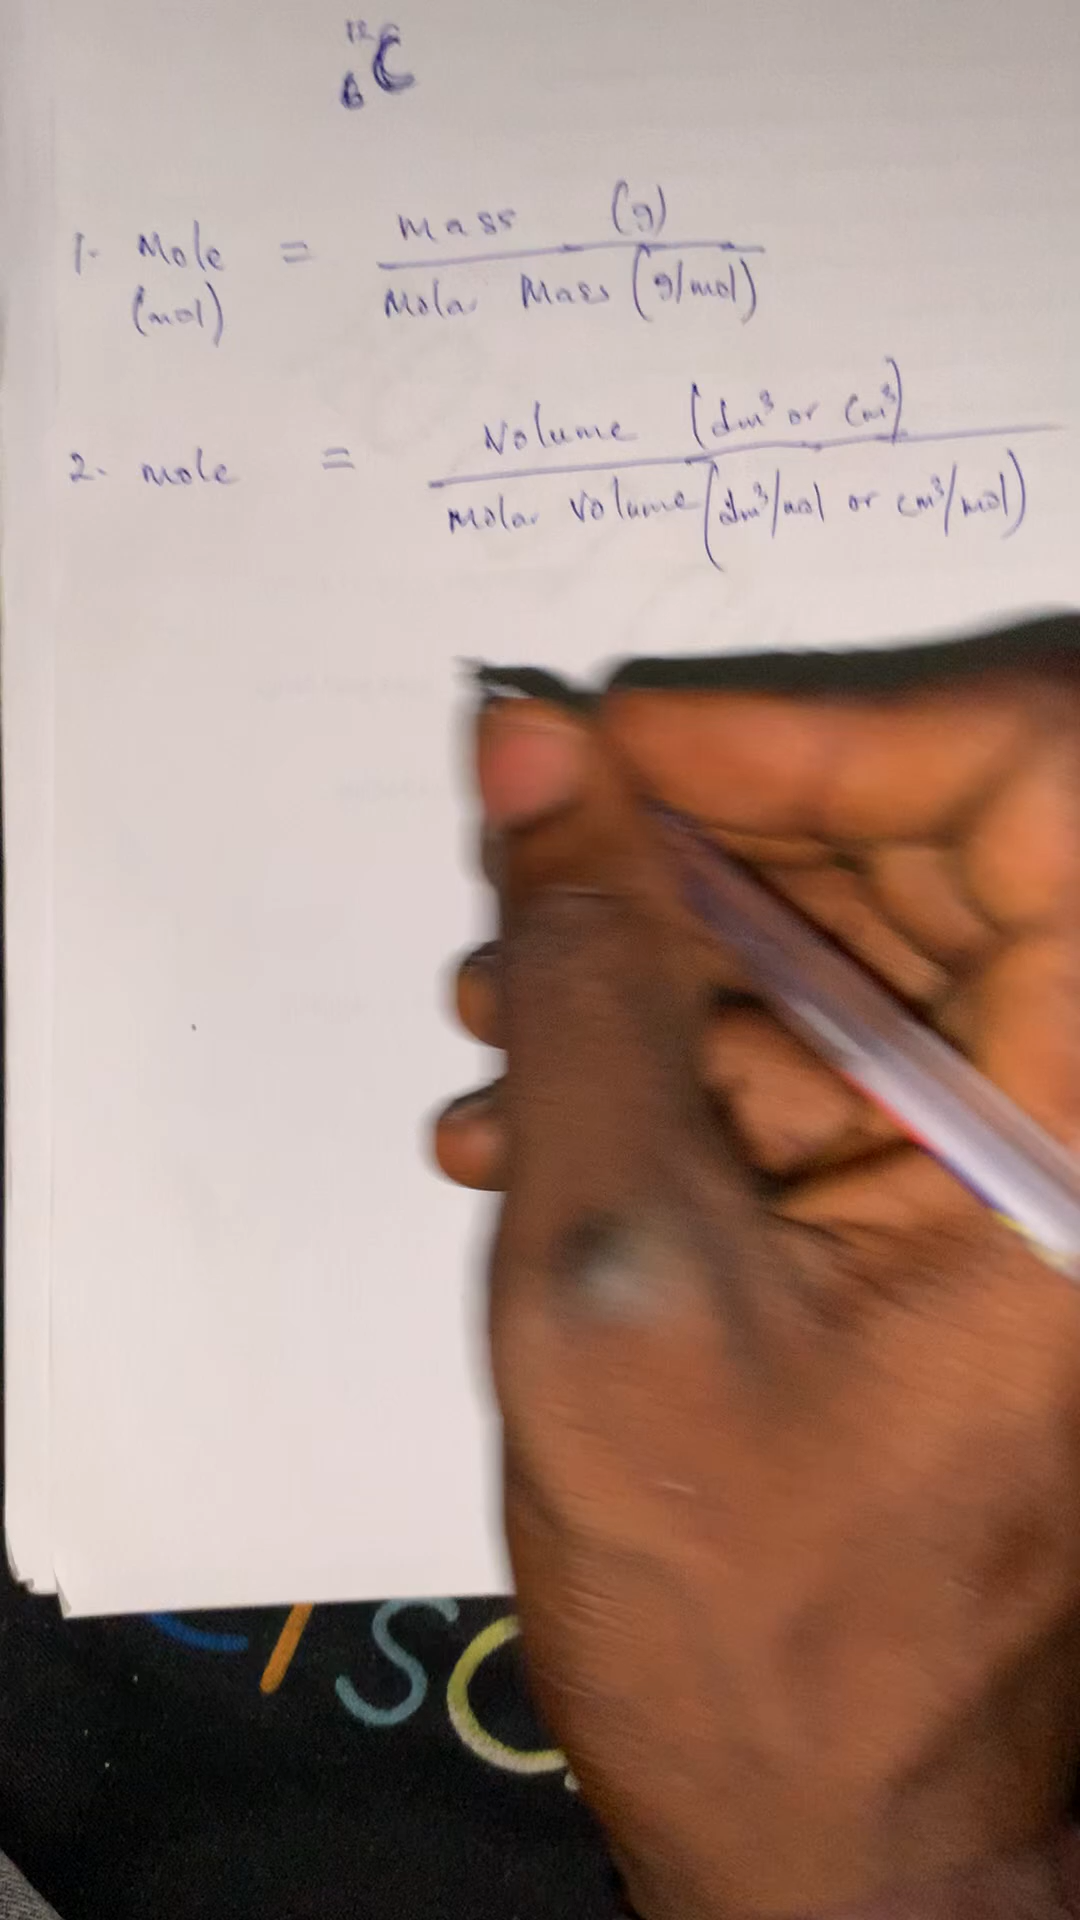 ¹²₆C
1. Mole = mass (g)
(mol) Molar Mass (g/mol)
2. mole = Volume (dm³ or cm³)
Molar Volume (dm³/mol or cm³/mol)